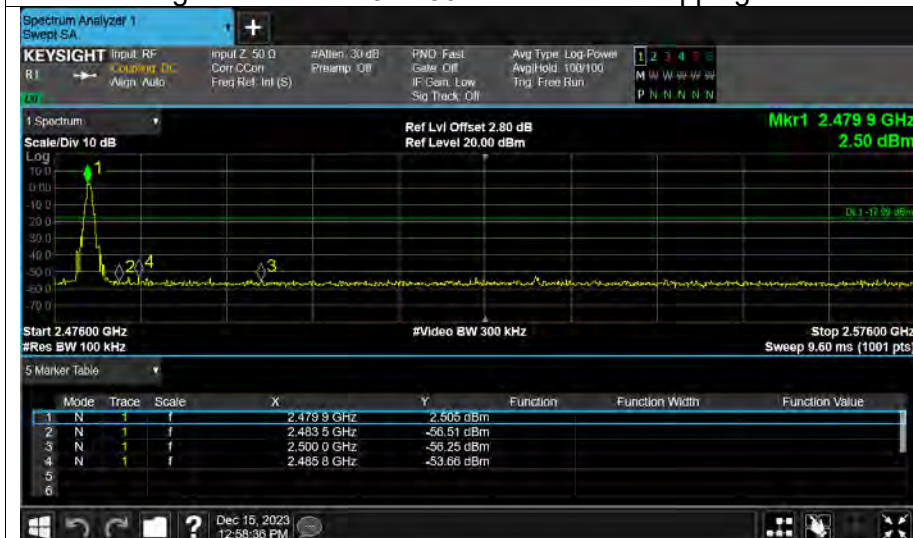 Spectrum Analyzer 1
Swept SA
+
KEYSIGHT Input: RF Input Z: 50 Ω #Atten: 30 dB PNO: Fast Avg Type: Log-Power 1 2 3 4 5 6
R L Coupling: DC Corr CCorr Preamp: Off Gate: Off Avg|Hold: 100/100 M W W W W W
Align: Auto Freq Ref: Int (S) IF Gain: Low Trig: Free Run
Sig Track: Off P N N N N N
1 Spectrum
Ref Lvl Offset 2.80 dB Mkr1 2.479 9 GHz
Scale/Div 10 dB Ref Level 20.00 dBm 2.50 dBm
Log
10.0
0.00
-10.0
-20.0
-30.0
-40.0
-50.0
-60.0
-70.0
1
2
4
3
DL1 -17.99 dBm
Start 2.47600 GHz #Video BW 300 kHz Stop 2.57600 GHz
#Res BW 100 kHz Sweep 9.60 ms (1001 pts)
5 Marker Table
Mode Trace Scale X Y Function Function Width Function Value
1 N 1 f 2.479 9 GHz 2.505 dBm
2 N 1 f 2.483 5 GHz -56.51 dBm
3 N 1 f 2.500 0 GHz -56.25 dBm
4 N 1 f 2.485 8 GHz -53.66 dBm
5
6
? Dec 15, 2023
12:58:36 PM